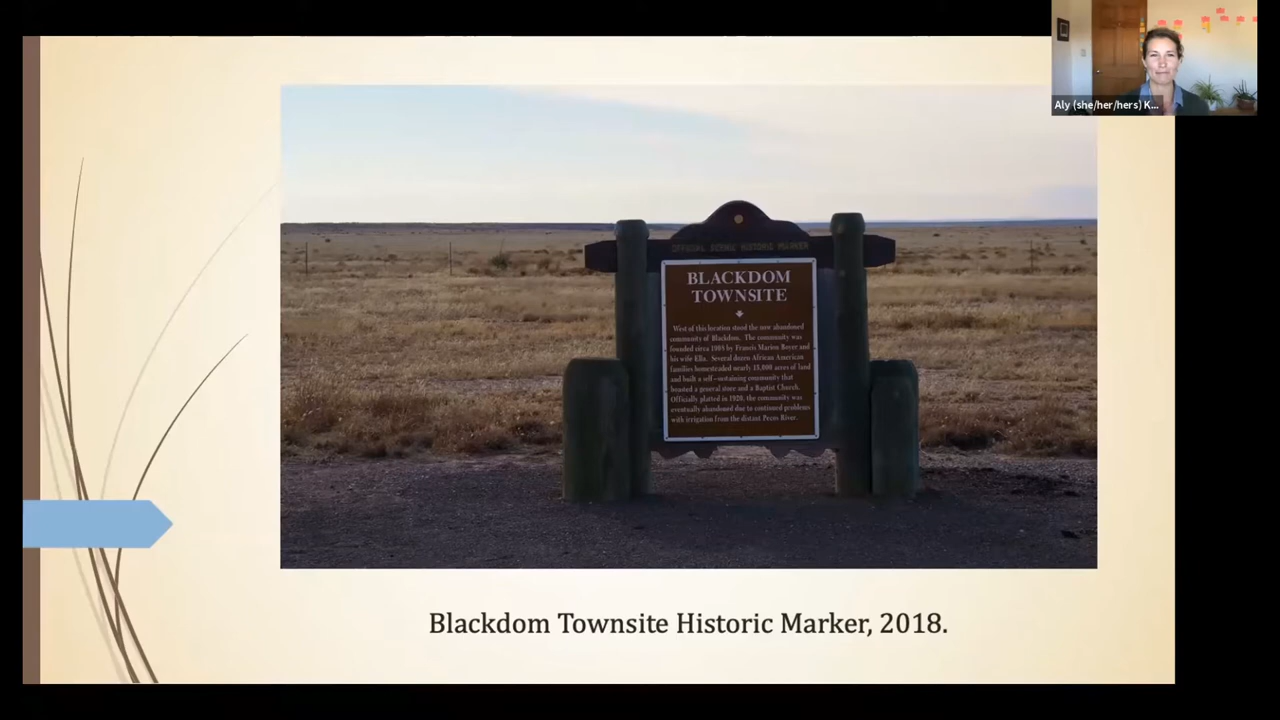 Aly (she/her/hers) K...
OFFICIAL SCENIC HISTORIC MARKER
BLACKDOM
TOWNSITE
West of this location stood the now abandoned
community of Blackdom. The community was
founded circa 1903 by Francis Marion Boyer and
his wife Ella. Several dozen African American
families homesteaded nearly 15,000 acres of land
and built a self-sustaining community that
boasted a general store and a Baptist Church.
Officially platted in 1920, the community was
eventually abandoned due to continued problems
with irrigation from the distant Pecos River.
Blackdom Townsite Historic Marker, 2018.